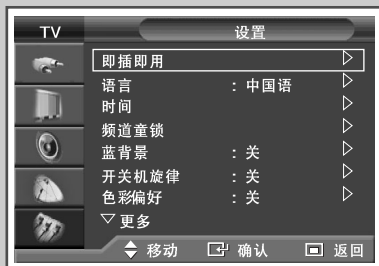 TV 设置
即插即用
语言 : 中国语
时间
频道童锁
蓝背景 : 关
开关机旋律 : 关
色彩偏好 : 关
▽更多
移动 确认 返回